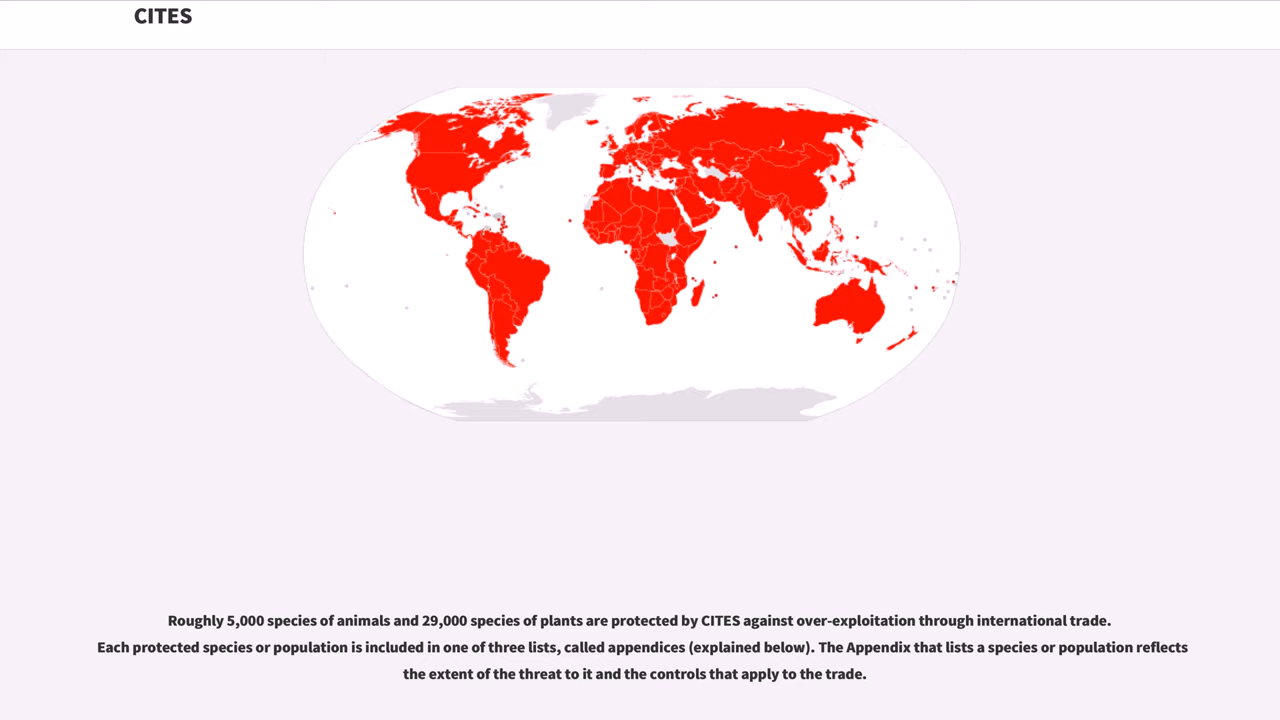 CITES
Roughly 5,000 species of animals and 29,000 species of plants are protected by CITES against over-exploitation through international trade.
Each protected species or population is included in one of three lists, called appendices (explained below). The Appendix that lists a species or population reflects
the extent of the threat to it and the controls that apply to the trade.